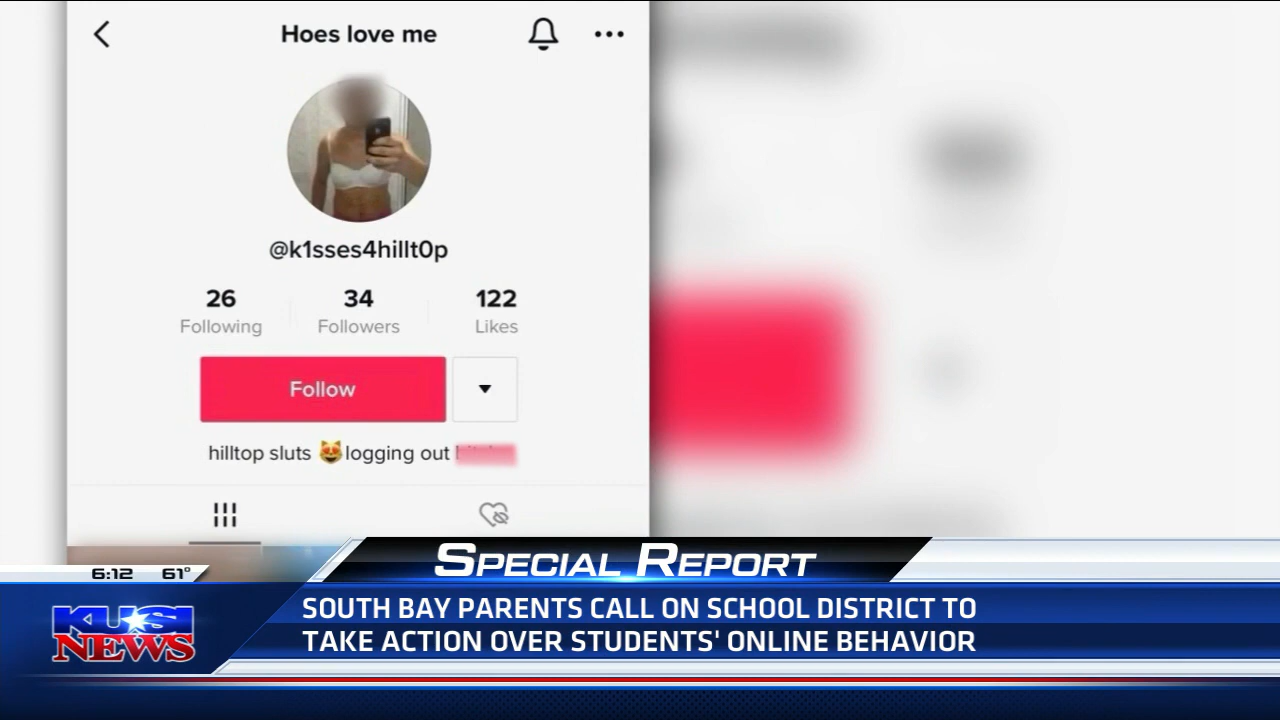 Hoes love me
@k1sses4hillt0p
26 34 122
Following Followers Likes
Follow
hilltop sluts 😻logging out
SPECIAL REPORT
6:12 61°
KUSI
NEWS
SOUTH BAY PARENTS CALL ON SCHOOL DISTRICT TO
TAKE ACTION OVER STUDENTS' ONLINE BEHAVIOR